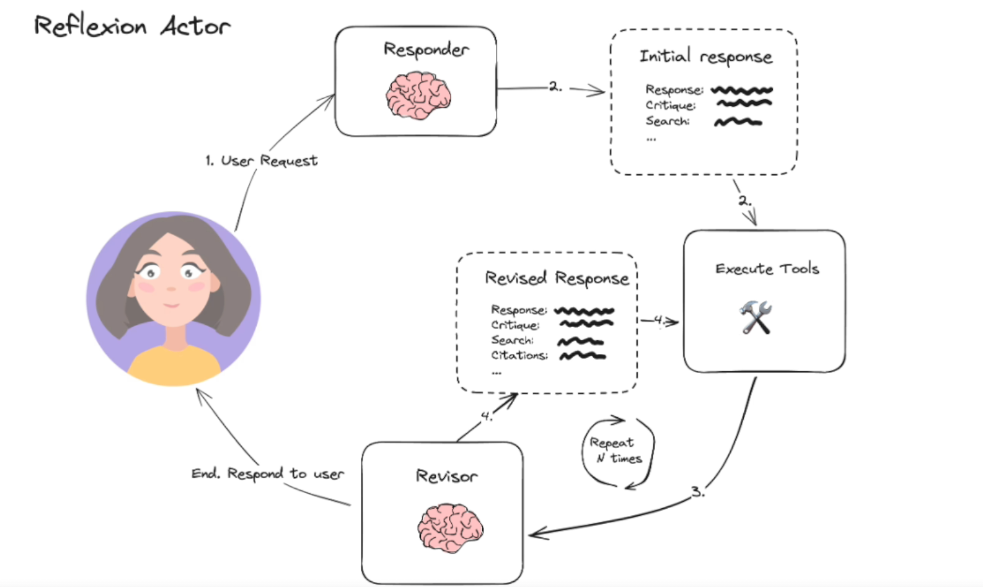 Reflexion Actor
Responder
Initial response
Response:
Critique:
Search:
...
2.
1. User Request
2.
Execute Tools
Revised Response
Response:
Critique:
Search:
Citations:
...
4.
4.
Repeat
N times
Revisor
End. Respond to user
3.